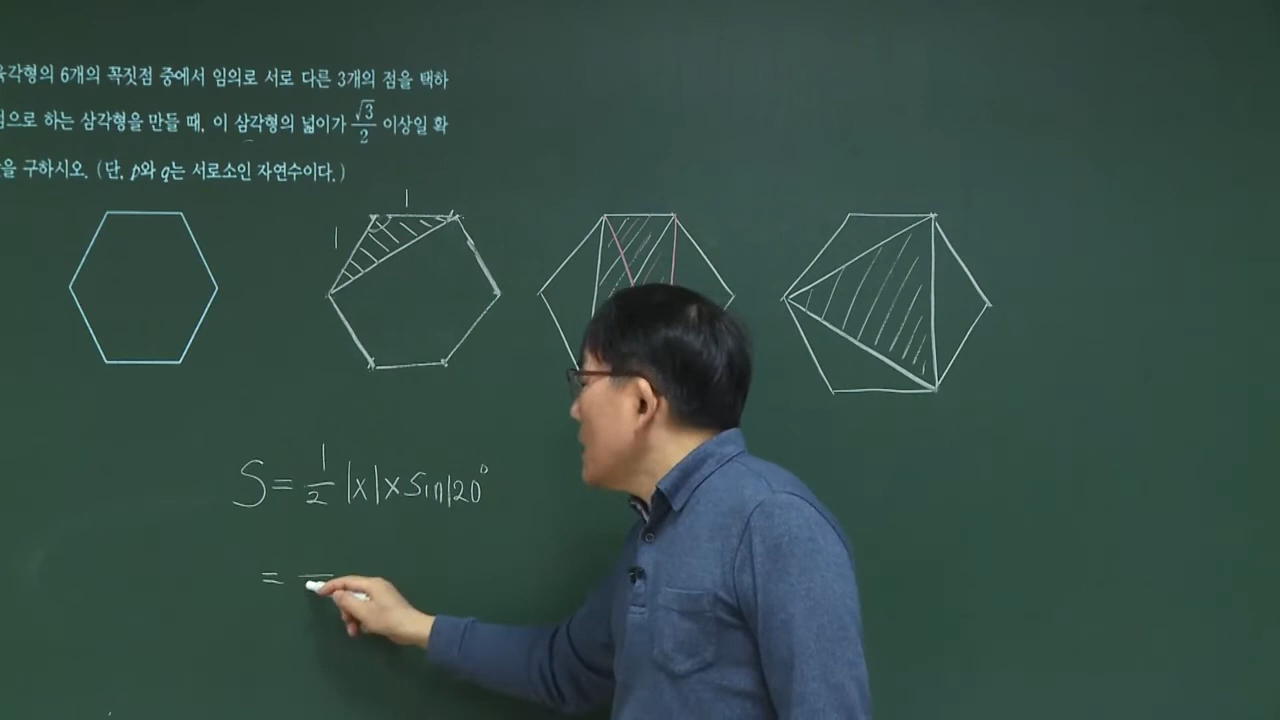 육각형의 6개의 꼭짓점 중에서 임의로 서로 다른 3개의 점을 택하
점으로 하는 삼각형을 만들 때, 이 삼각형의 넓이가 √3/2 이상일 확
을 구하시오. (단, p와 q는 서로소인 자연수이다.)
1
1
S = 1/2 1×1× sin120°
=